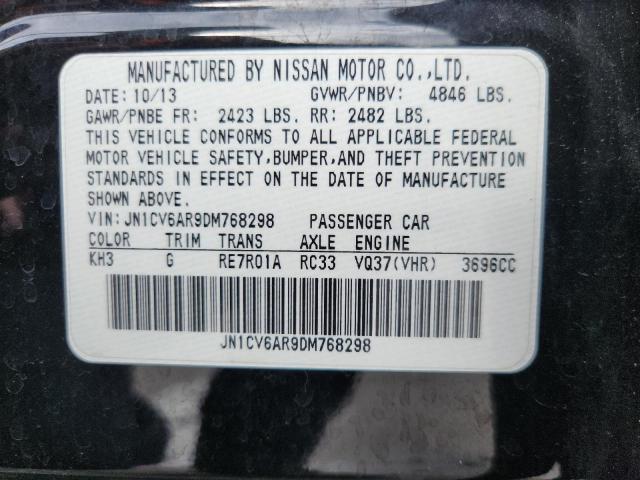 MANUFACTURED BY NISSAN MOTOR CO.,LTD.
DATE: 10/13 GVWR/PNBV: 4846 LBS.
GAWR/PNBE FR: 2423 LBS. RR: 2482 LBS.
THIS VEHICLE CONFORMS TO ALL APPLICABLE FEDERAL
MOTOR VEHICLE SAFETY,BUMPER,AND THEFT PREVENTION
STANDARDS IN EFFECT ON THE DATE OF MANUFACTURE
SHOWN ABOVE.
VIN:JN1CV6AR9DM768298 PASSENGER CAR
COLOR TRIM TRANS AXLE ENGINE
KH3 G RE7R01A RC33 VQ37(VHR) 3696CC
JN1CV6AR9DM768298